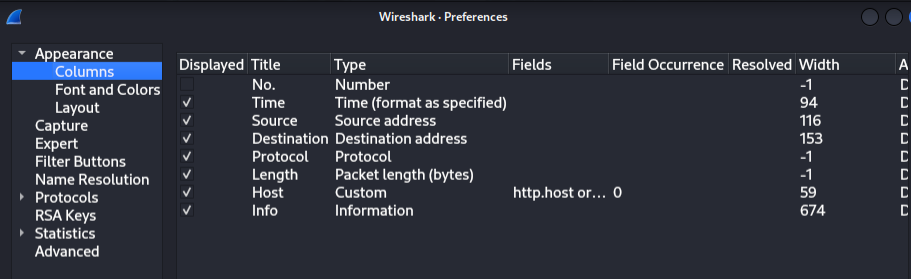 Wireshark · Preferences
Appearance
Columns
Font and Colors
Layout
Capture
Expert
Filter Buttons
Name Resolution
Protocols
RSA Keys
Statistics
Advanced
Displayed Title Type Fields Field Occurrence Resolved Width A
No. Number -1 D
Time Time (format as specified) 94 D
Source Source address 116 D
Destination Destination address 153 D
Protocol Protocol -1 D
Length Packet length (bytes) -1 D
Host Custom http.host or... 0 59 D
Info Information 674 D